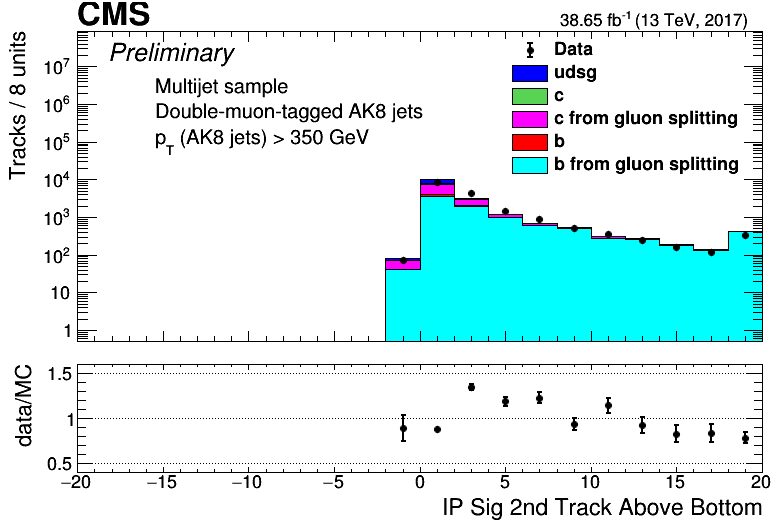 CMS
38.65 fb⁻¹ (13 TeV, 2017)
Preliminary
Multijet sample
Double-muon-tagged AK8 jets
p_T (AK8 jets) > 350 GeV
Data
udsg
c
c from gluon splitting
b
b from gluon splitting
Tracks / 8 units
10⁷
10⁶
10⁵
10⁴
10³
10²
10
1
data/MC
1.5
1
0.5
−20 −15 −10 −5 0 5 10 15 20
IP Sig 2nd Track Above Bottom